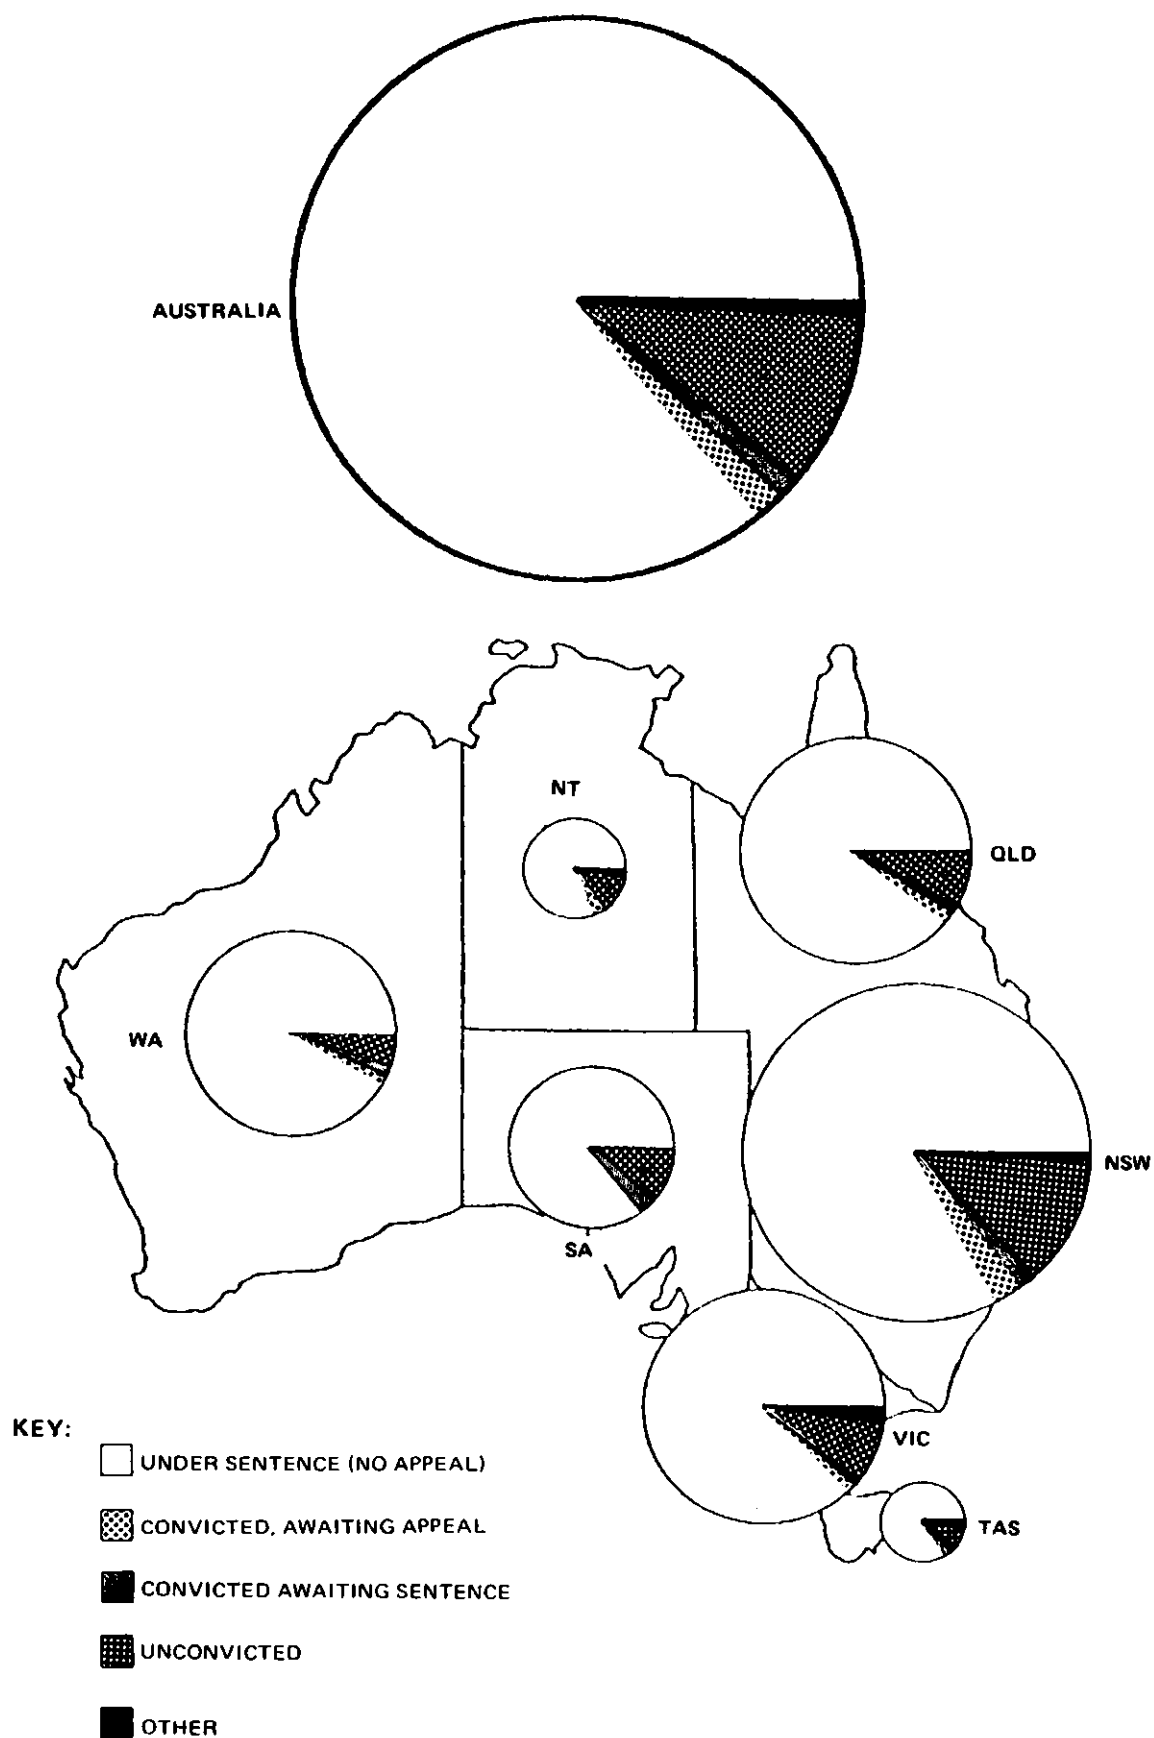 AUSTRALIA
NT
QLD
WA
NSW
SA
VIC
TAS
KEY:
UNDER SENTENCE (NO APPEAL)
CONVICTED, AWAITING APPEAL
CONVICTED AWAITING SENTENCE
UNCONVICTED
OTHER